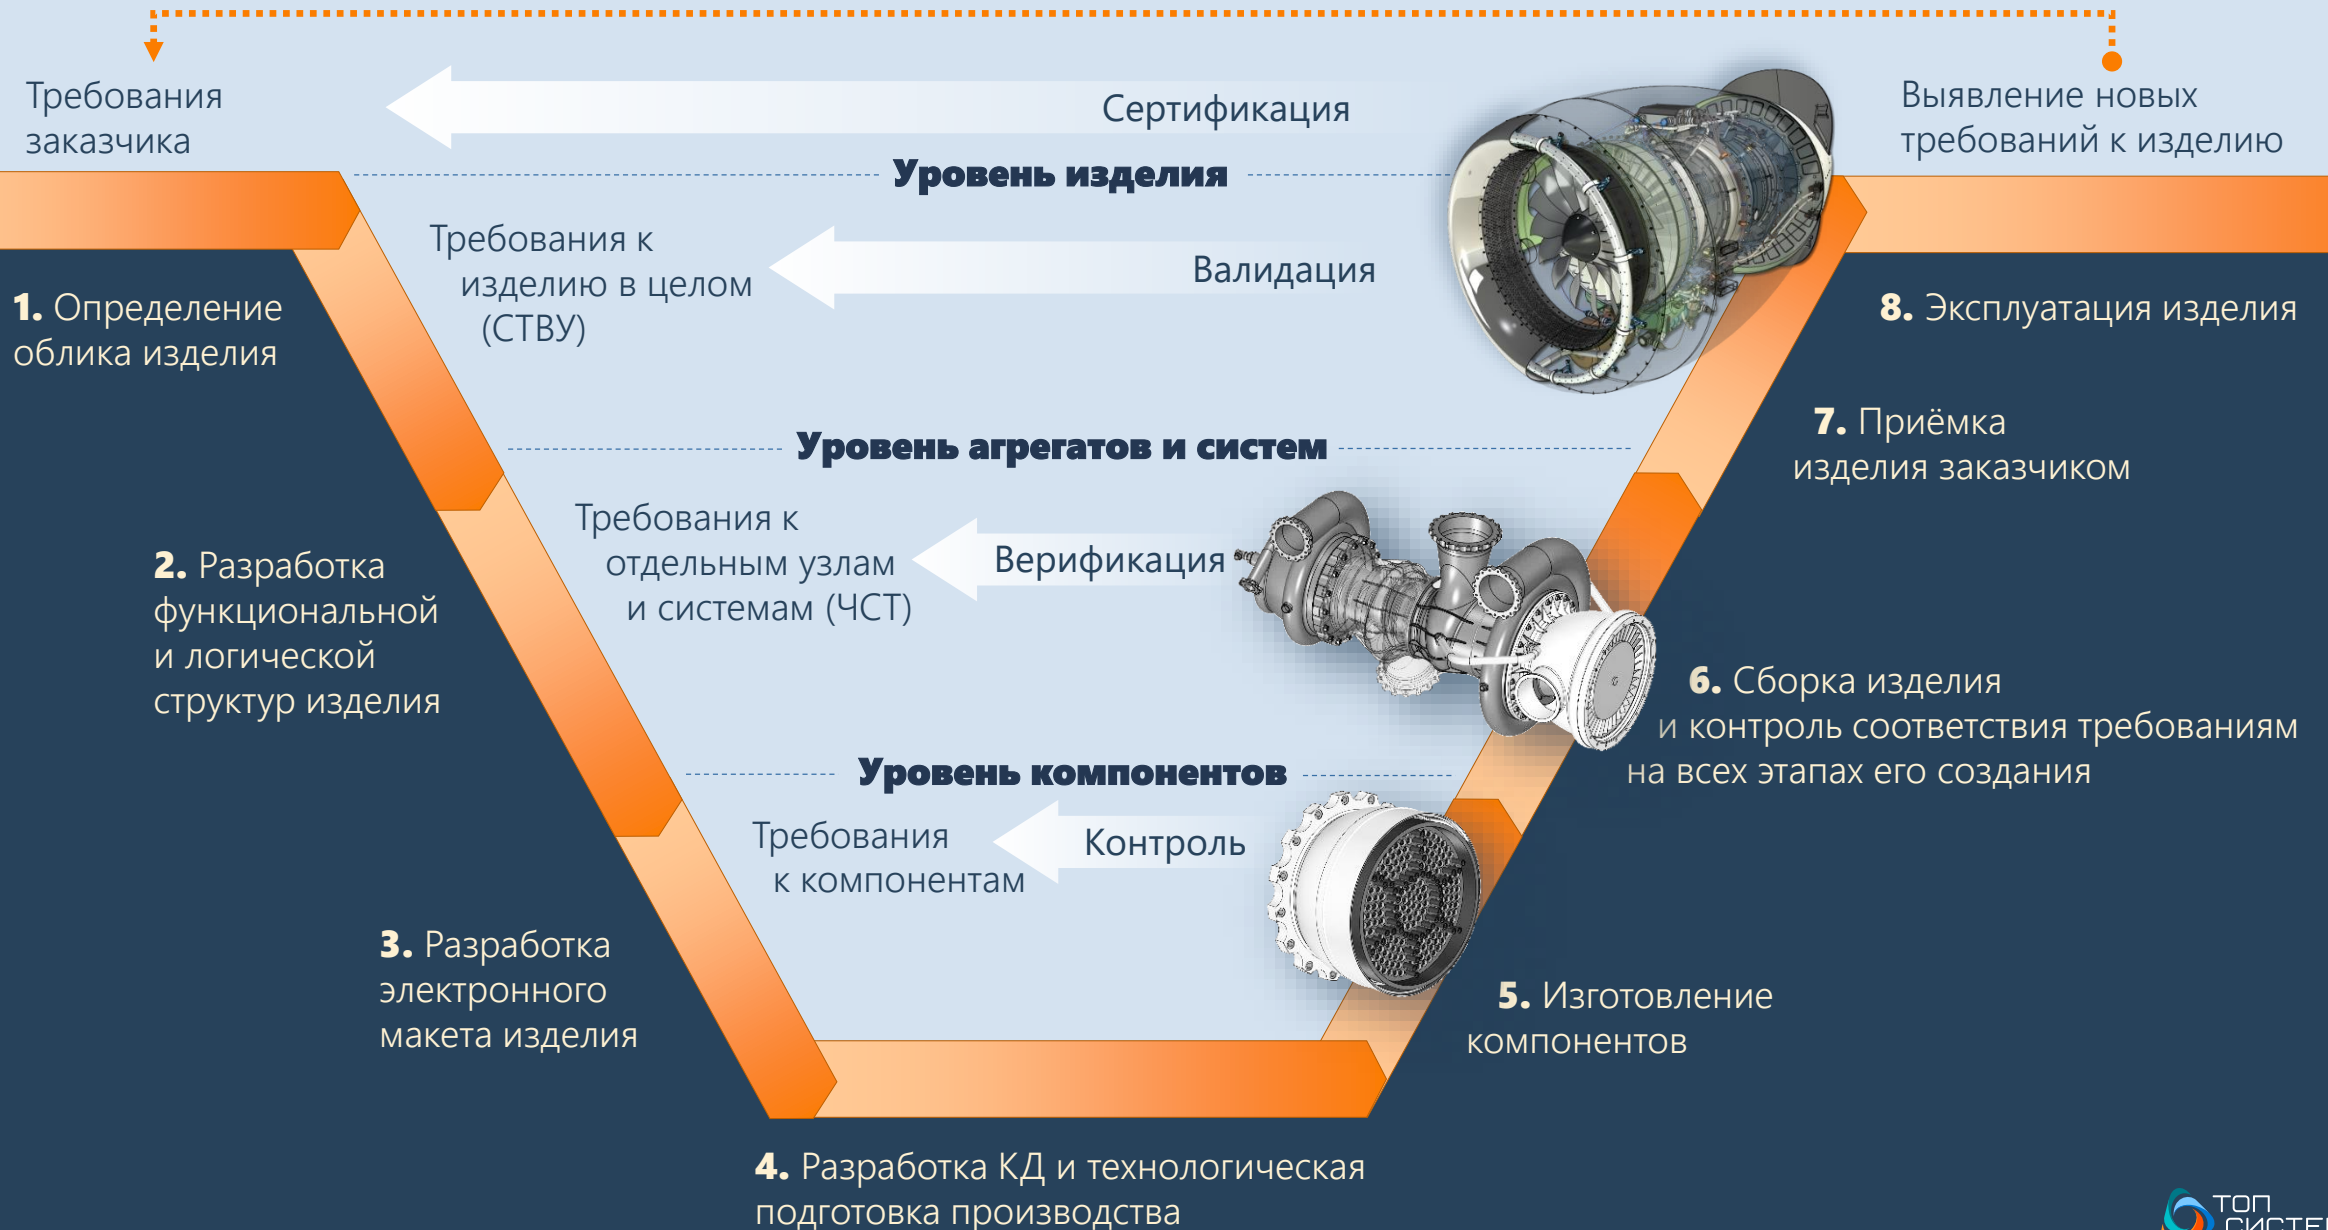 Требования
заказчика
Сертификация
Выявление новых
требований к изделию
Уровень изделия
Требования к
изделию в целом
(СТВУ)
Валидация
1. Определение
облика изделия
8. Эксплуатация изделия
7. Приёмка
изделия заказчиком
Уровень агрегатов и систем
Требования к
отдельным узлам
и системам (ЧСТ)
Верификация
2. Разработка
функциональной
и логической
структур изделия
6. Сборка изделия
и контроль соответствия требованиям
на всех этапах его создания
Уровень компонентов
Требования
к компонентам
Контроль
3. Разработка
электронного
макета изделия
5. Изготовление
компонентов
4. Разработка КД и технологическая
подготовка производства
ТОП